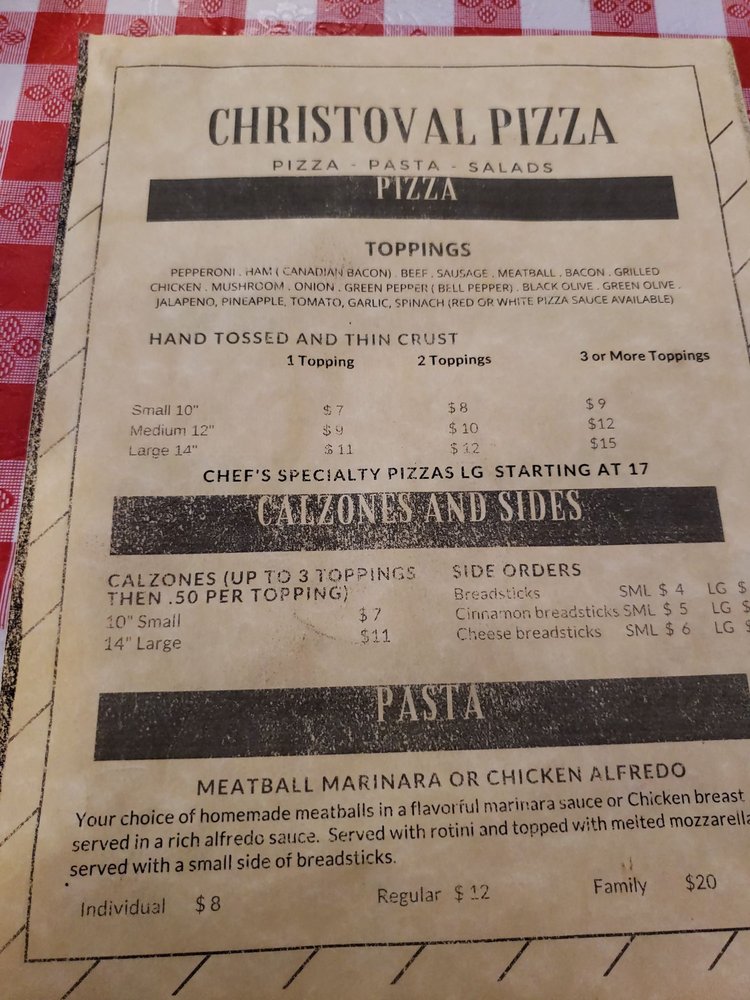 CHRISTOVAL PIZZA
PIZZA - PASTA - SALADS
PIZZA
TOPPINGS
PEPPERONI . HAM ( CANADIAN BACON) . BEEF . SAUSAGE . MEATBALL . BACON . GRILLED
CHICKEN . MUSHROOM . ONION . GREEN PEPPER ( BELL PEPPER) . BLACK OLIVE . GREEN OLIVE .
JALAPENO, PINEAPPLE, TOMATO, GARLIC, SPINACH (RED OR WHITE PIZZA SAUCE AVAILABLE)
HAND TOSSED AND THIN CRUST
1 Topping 2 Toppings 3 or More Toppings
Small 10" $ 7 $ 8 $ 9
Medium 12" $ 9 $ 10 $12
Large 14" $ 11 $ 12 $15
CHEF'S SPECIALTY PIZZAS LG STARTING AT 17
CALZONES AND SIDES
CALZONES (UP TO 3 TOPPINGS
THEN .50 PER TOPPING)
10" Small $ 7
14" Large $11
SIDE ORDERS
Breadsticks SML $ 4 LG $
Cinnamon breadsticks SML $ 5 LG $
Cheese breadsticks SML $ 6 LG $
PASTA
MEATBALL MARINARA OR CHICKEN ALFREDO
Your choice of homemade meatballs in a flavorful marinara sauce or Chicken breast
served in a rich alfredo sauce. Served with rotini and topped with melted mozzarella
served with a small side of breadsticks.
Individual $ 8 Regular $ 12 Family $20